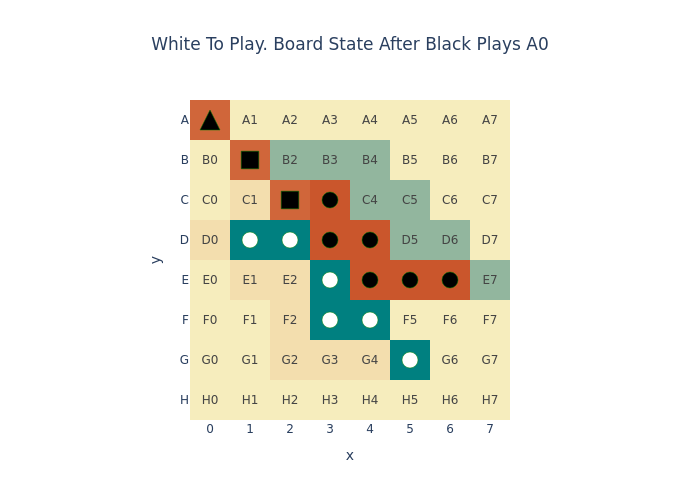 White To Play. Board State After Black Plays A0
A A1 A2 A3 A4 A5 A6 A7
B B0 B2 B3 B4 B5 B6 B7
C C0 C1 C4 C5 C6 C7
D D0 D5 D6 D7
y
E E0 E1 E2 E7
F F0 F1 F2 F5 F6 F7
G G0 G1 G2 G3 G4 G6 G7
H H0 H1 H2 H3 H4 H5 H6 H7
0 1 2 3 4 5 6 7
x